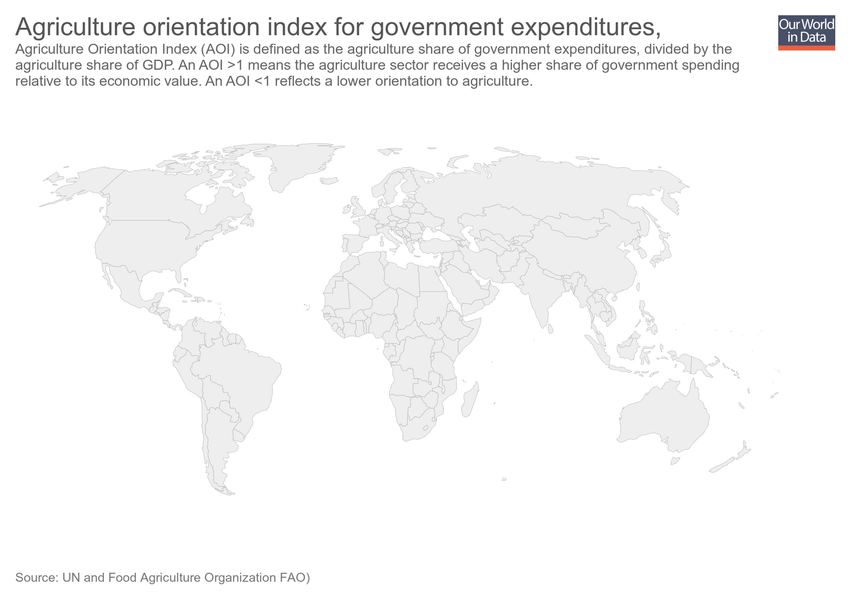 Agriculture orientation index for government expenditures,
Our World
in Data
Agriculture Orientation Index (AOI) is defined as the agriculture share of government expenditures, divided by the
agriculture share of GDP. An AOI >1 means the agriculture sector receives a higher share of government spending
relative to its economic value. An AOI <1 reflects a lower orientation to agriculture.
Source: UN and Food Agriculture Organization FAO)